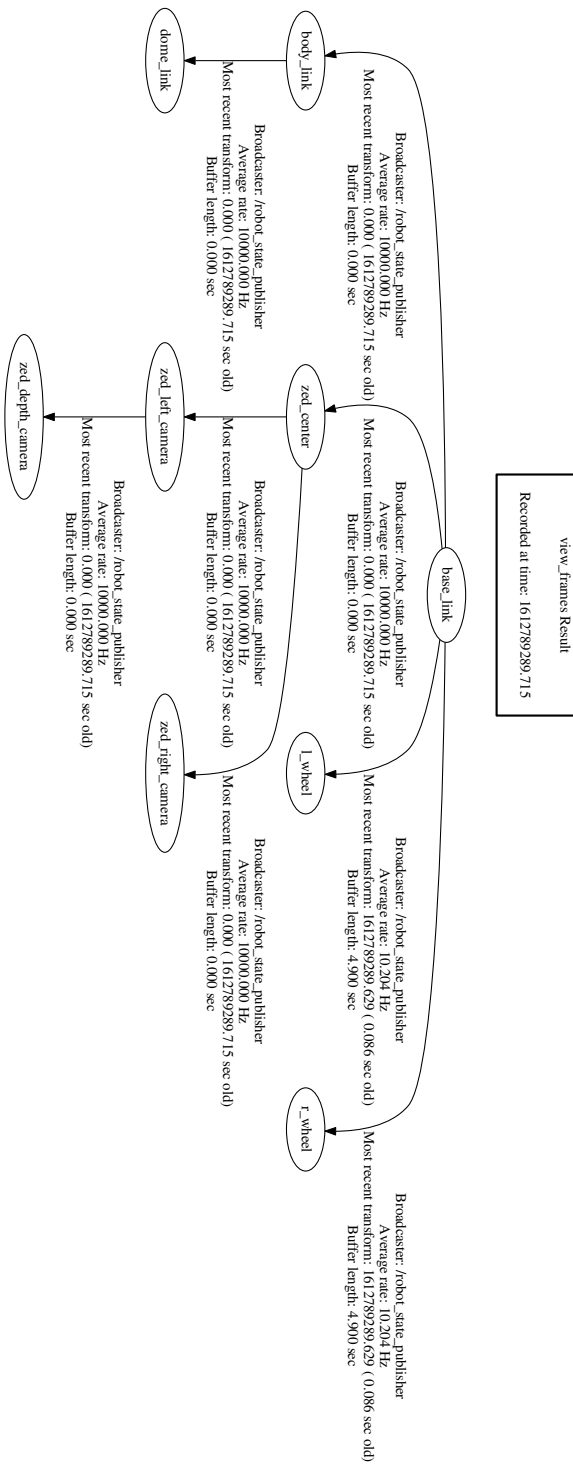 view_frames Result
Recorded at time: 1612789289.715
base_link
Broadcaster: /robot_state_publisher
Average rate: 10000.000 Hz
Most recent transform: 0.000 ( 1612789289.715 sec old)
Buffer length: 0.000 sec
Broadcaster: /robot_state_publisher
Average rate: 10000.000 Hz
Most recent transform: 0.000 ( 1612789289.715 sec old)
Buffer length: 0.000 sec
Broadcaster: /robot_state_publisher
Average rate: 10.204 Hz
Most recent transform: 1612789289.629 ( 0.086 sec old)
Buffer length: 4.900 sec
Broadcaster: /robot_state_publisher
Average rate: 10.204 Hz
Most recent transform: 1612789289.629 ( 0.086 sec old)
Buffer length: 4.900 sec
body_link
zed_center
l_wheel
r_wheel
Broadcaster: /robot_state_publisher
Average rate: 10000.000 Hz
Most recent transform: 0.000 ( 1612789289.715 sec old)
Buffer length: 0.000 sec
Broadcaster: /robot_state_publisher
Average rate: 10000.000 Hz
Most recent transform: 0.000 ( 1612789289.715 sec old)
Buffer length: 0.000 sec
Broadcaster: /robot_state_publisher
Average rate: 10000.000 Hz
Most recent transform: 0.000 ( 1612789289.715 sec old)
Buffer length: 0.000 sec
dome_link
zed_left_camera
zed_right_camera
Broadcaster: /robot_state_publisher
Average rate: 10000.000 Hz
Most recent transform: 0.000 ( 1612789289.715 sec old)
Buffer length: 0.000 sec
zed_depth_camera